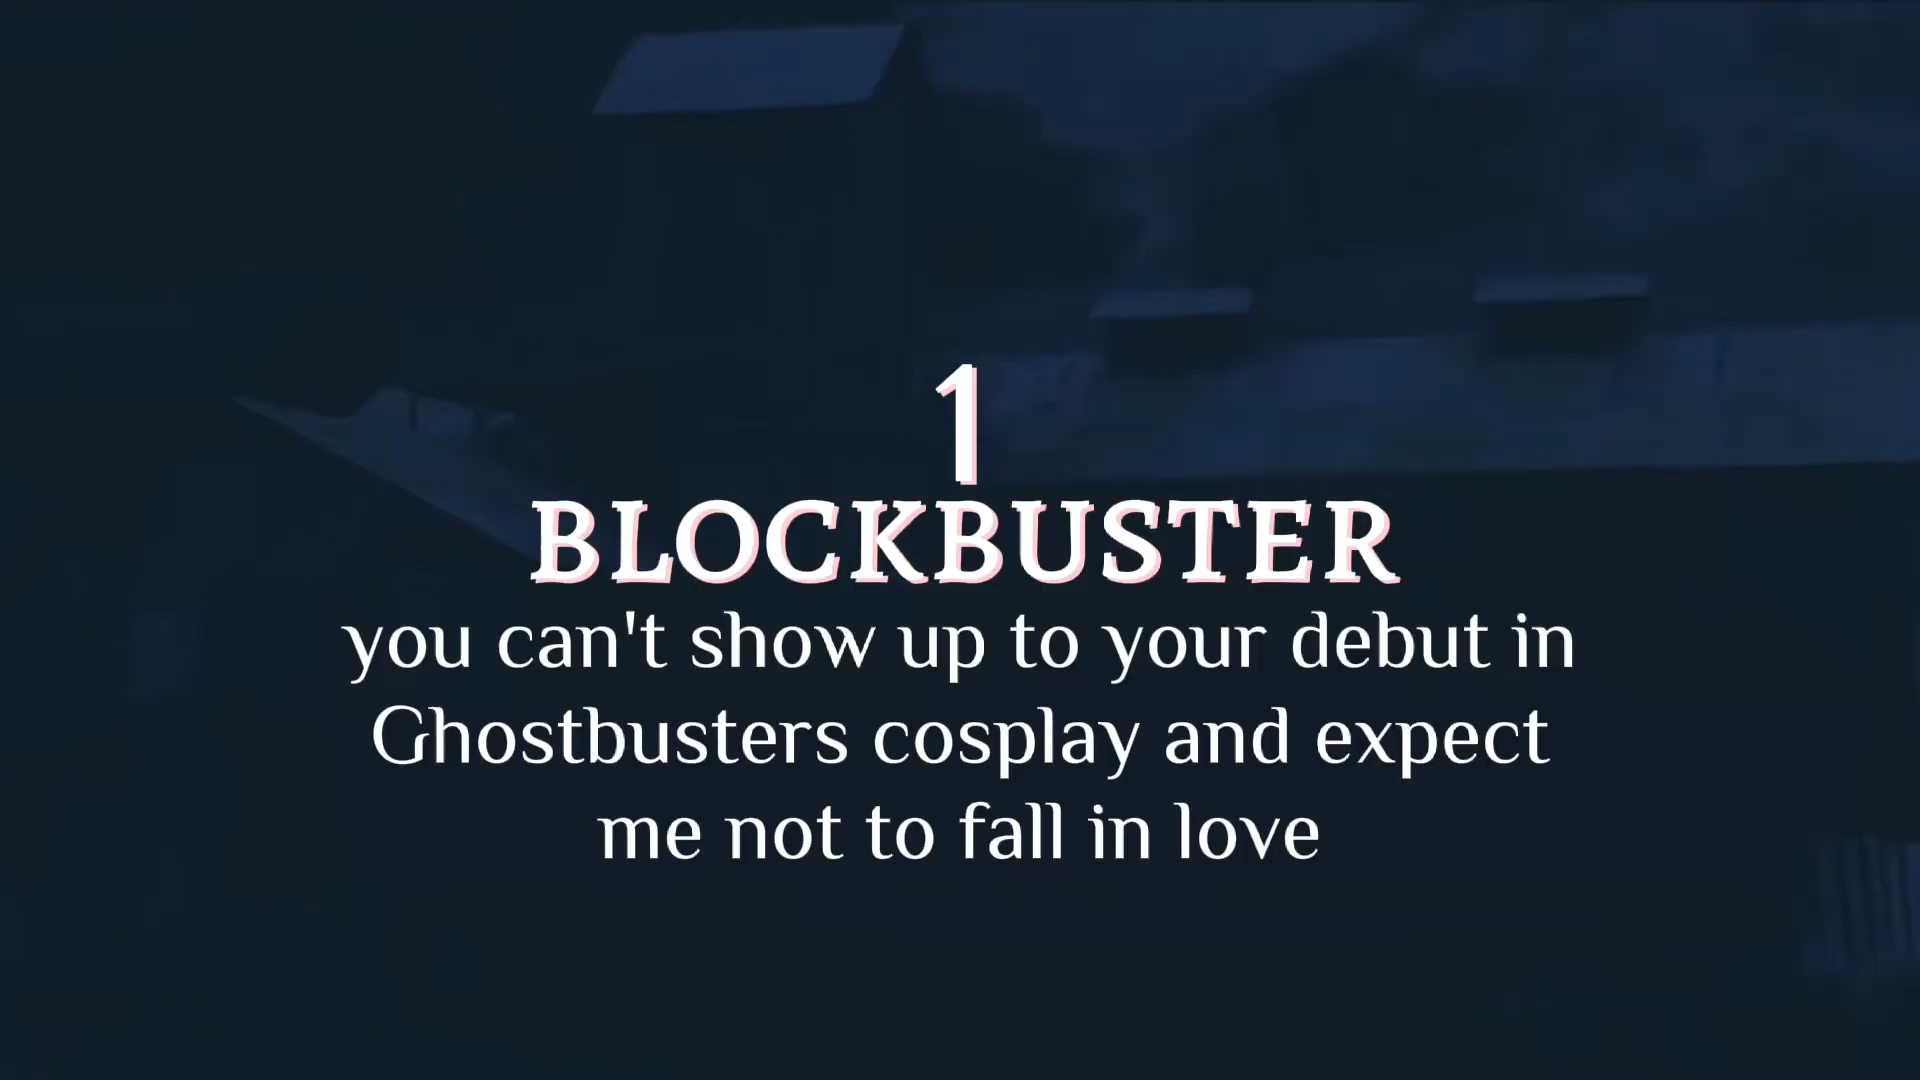 1
BLOCKBUSTER
you can't show up to your debut in
Ghostbusters cosplay and expect
me not to fall in love